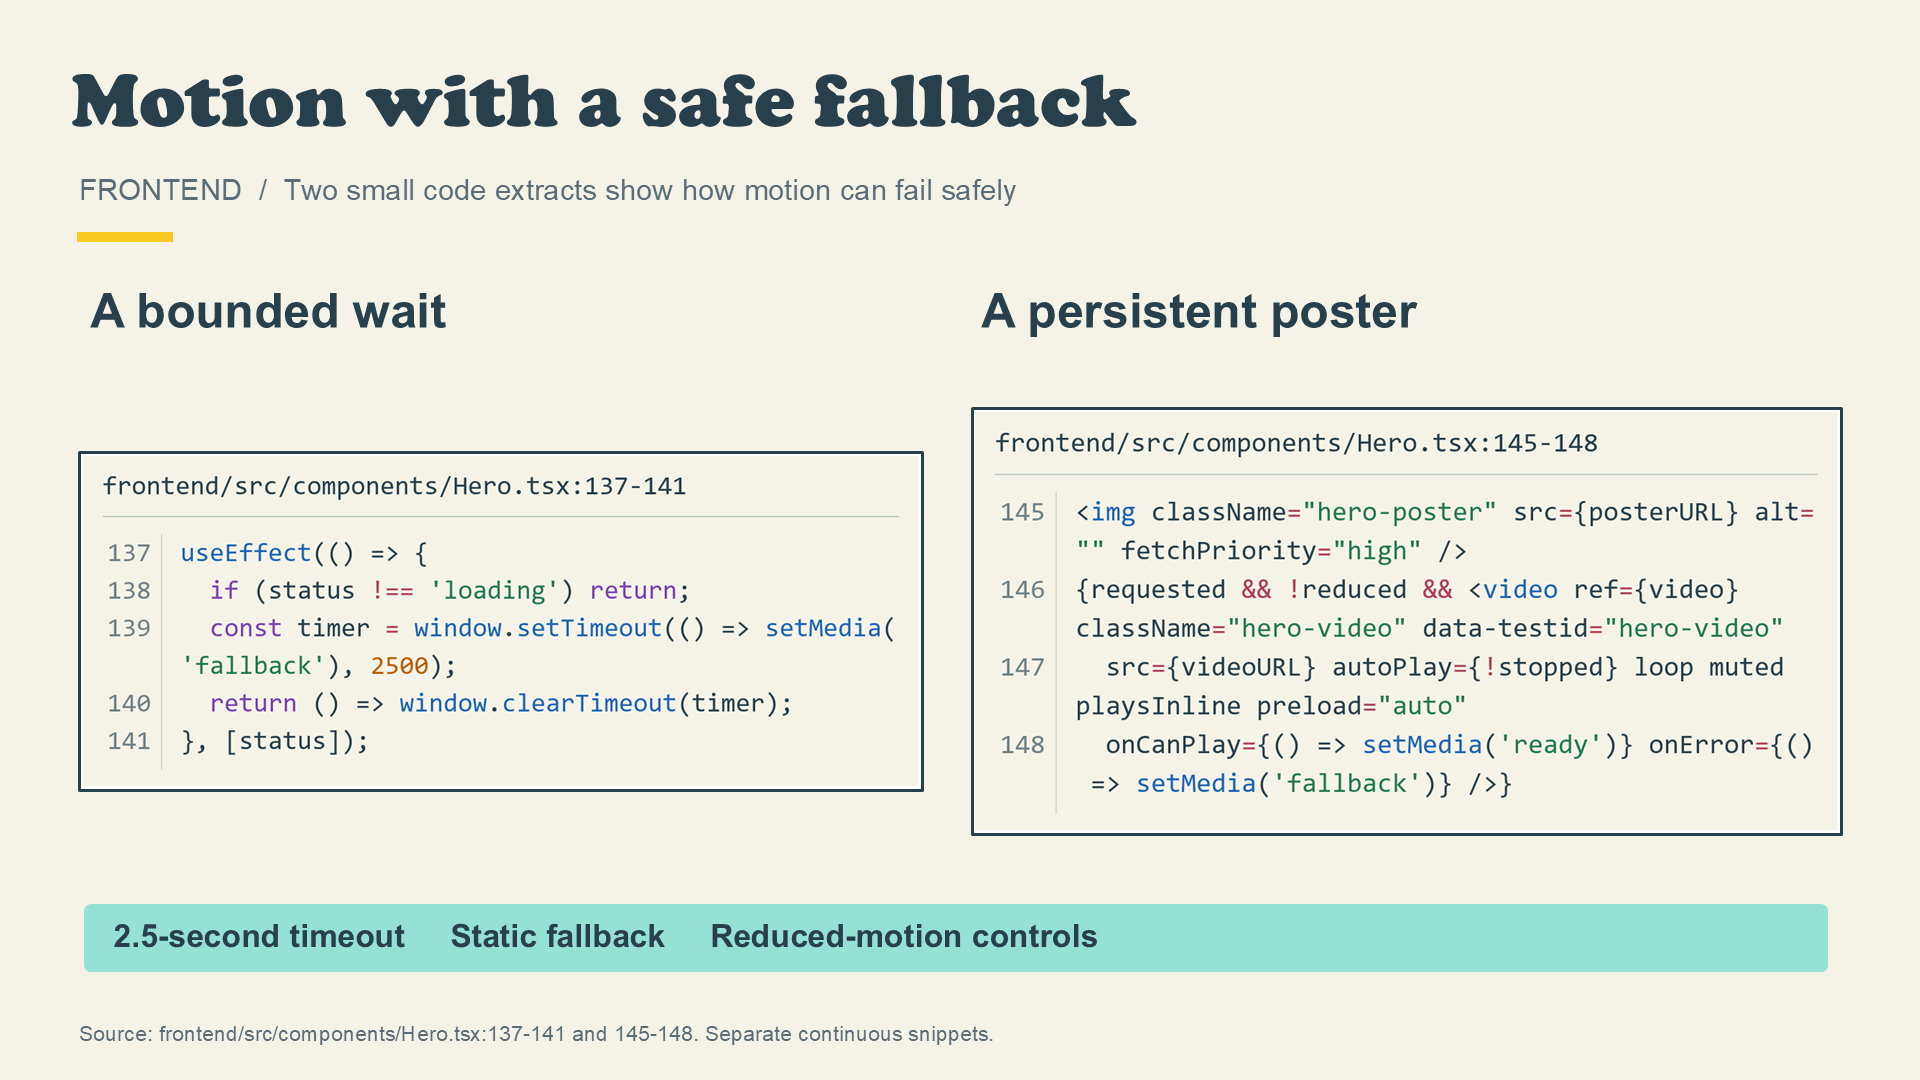 Motion with a safe fallback
FRONTEND / Two small code extracts show how motion can fail safely
A bounded wait
frontend/src/components/Hero.tsx:137-141
137 useEffect(() => {
138   if (status !== 'loading') return;
139   const timer = window.setTimeout(() => setMedia(
'fallback'), 2500);
140   return () => window.clearTimeout(timer);
141 }, [status]);
A persistent poster
frontend/src/components/Hero.tsx:145-148
145 <img className="hero-poster" src={posterURL} alt=
"" fetchPriority="high" />
146 {requested && !reduced && <video ref={video}
className="hero-video" data-testid="hero-video"
147   src={videoURL} autoPlay={!stopped} loop muted
playsInline preload="auto"
148   onCanPlay={() => setMedia('ready')} onError={()
 => setMedia('fallback')} />}
2.5-second timeout Static fallback Reduced-motion controls
Source: frontend/src/components/Hero.tsx:137-141 and 145-148. Separate continuous snippets.